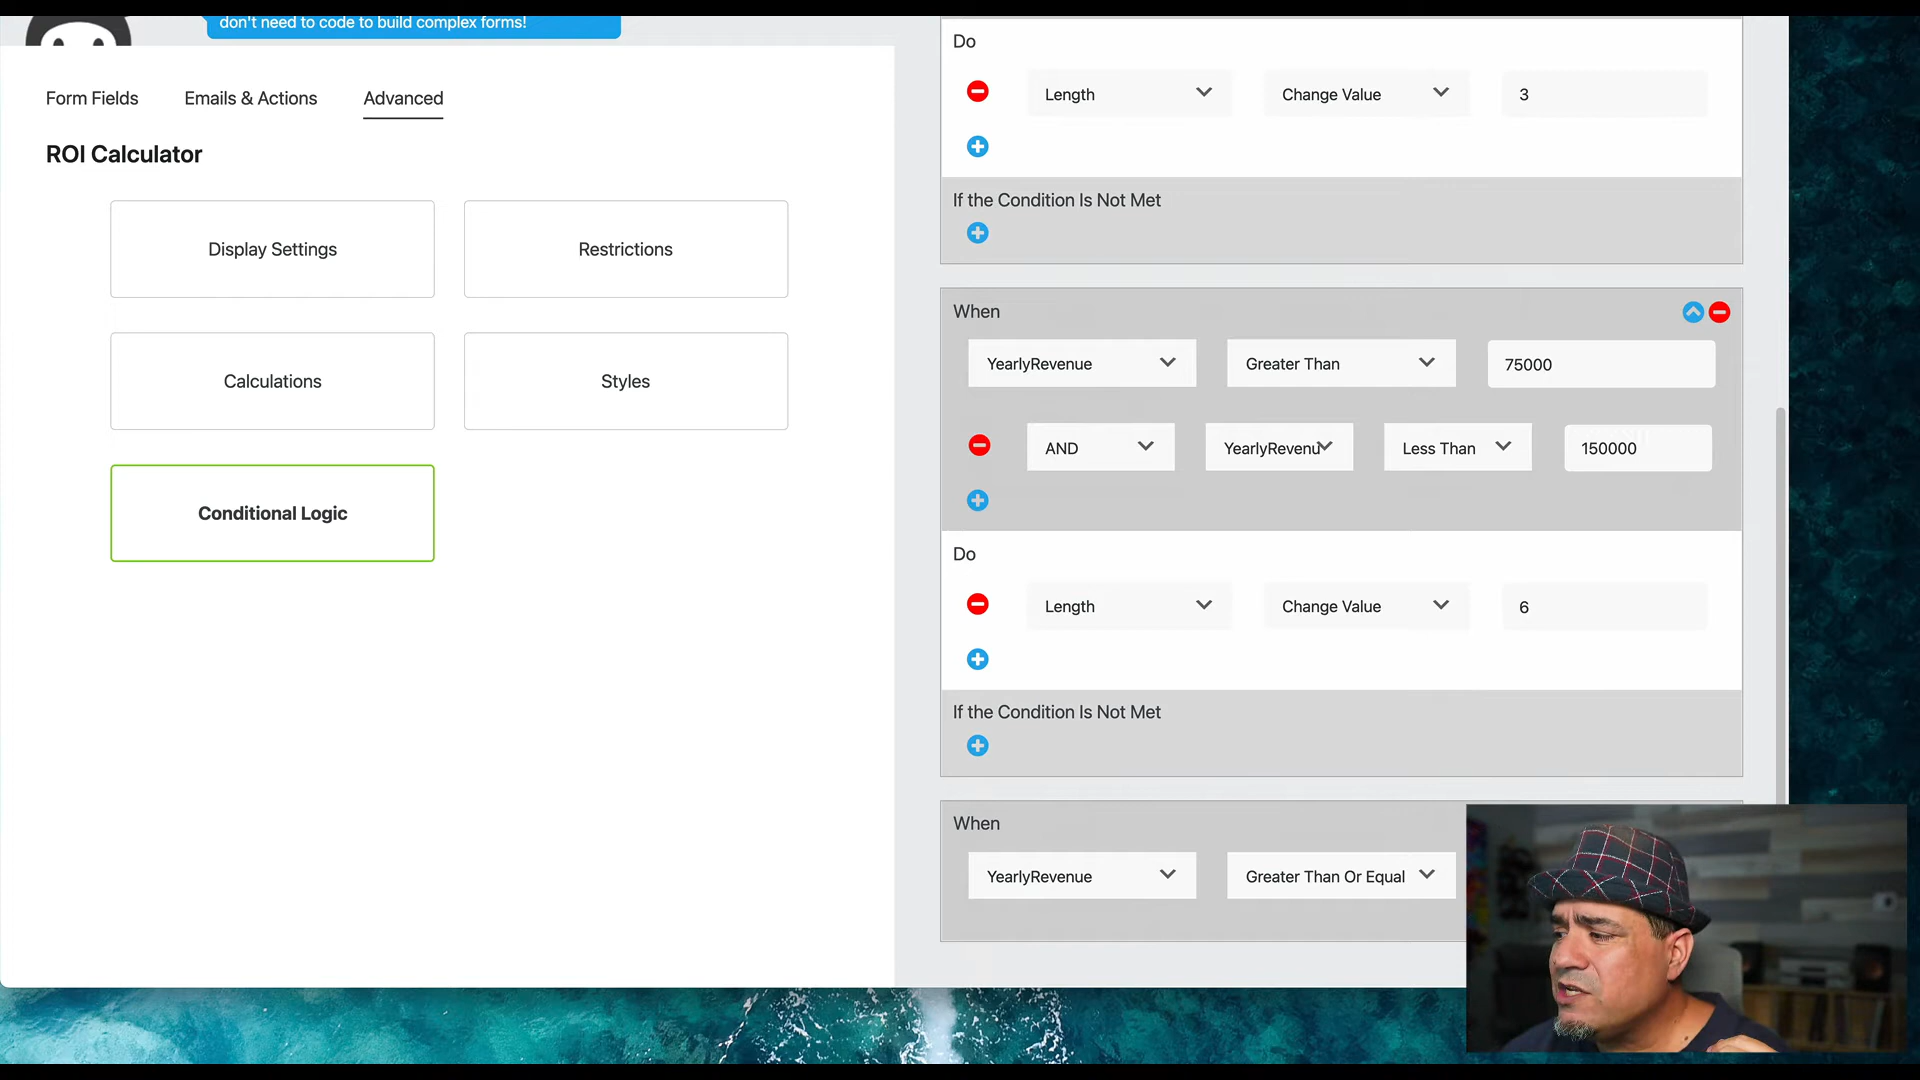 don't need to code to build complex forms!
Form Fields
Emails & Actions
Advanced
ROI Calculator
Display Settings
Restrictions
Calculations
Styles
Conditional Logic
Do
Length
Change Value
3
If the Condition Is Not Met
When
YearlyRevenue
Greater Than
75000
AND
YearlyRevenu
Less Than
150000
Do
Length
Change Value
6
If the Condition Is Not Met
When
YearlyRevenue
Greater Than Or Equal